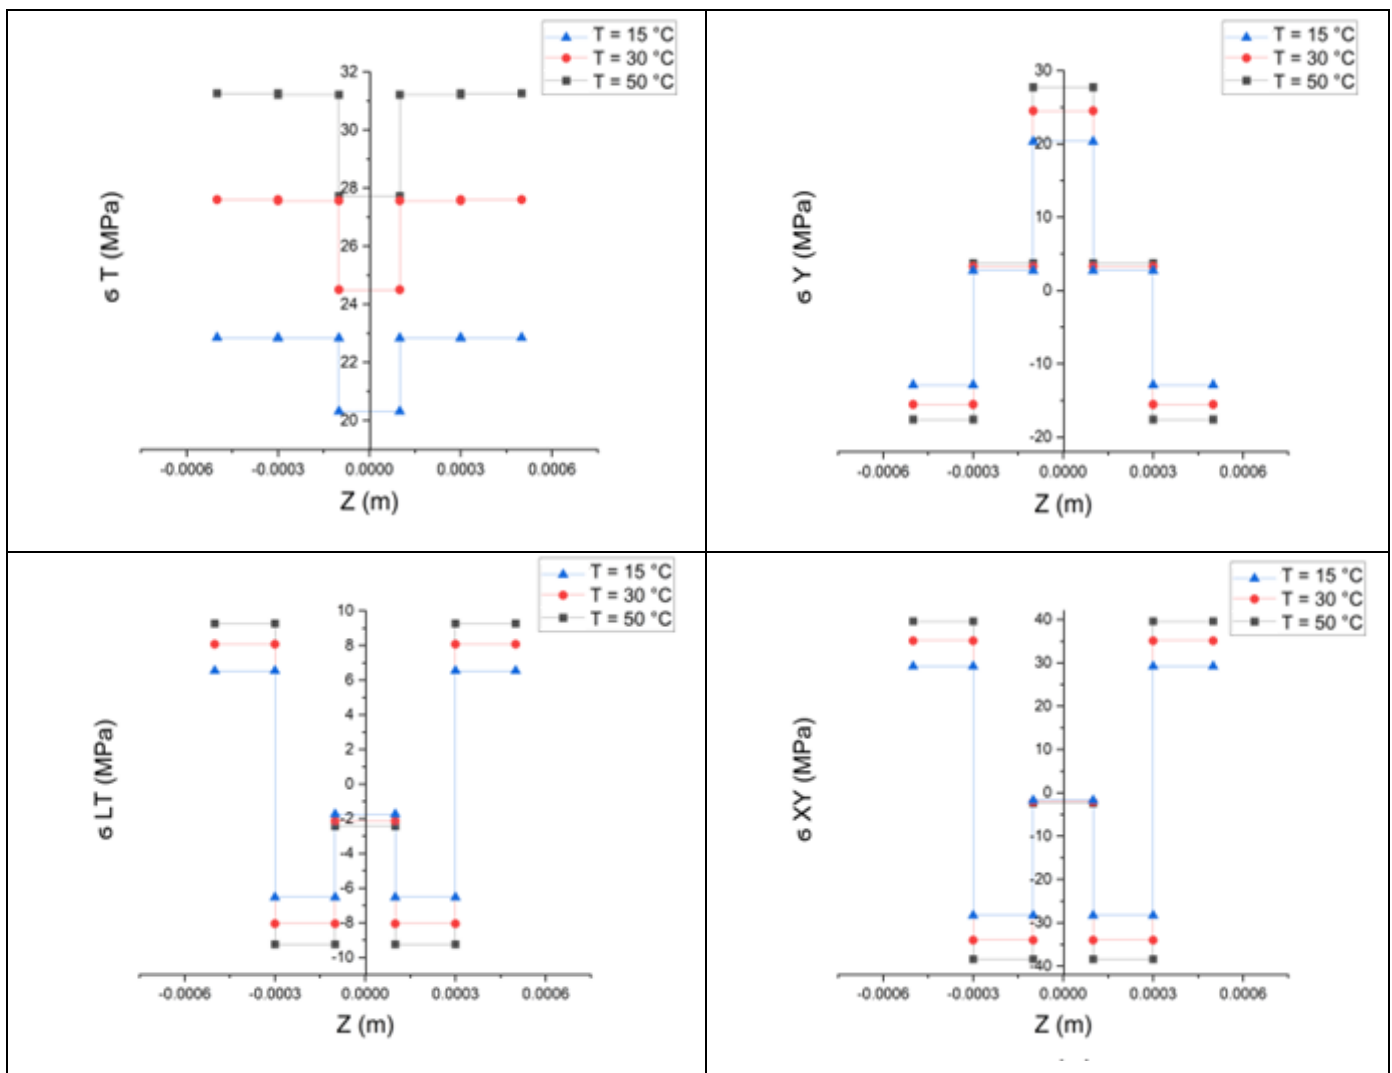 T = 15 °C
T = 30 °C
T = 50 °C
32
30
28
26
24
22
20
-0.0006 -0.0003 0.0000 0.0003 0.0006
Z (m)
ϭ T (MPa)
T = 15 °C
T = 30 °C
T = 50 °C
30
20
10
0
-10
-20
-0.0006 -0.0003 0.0000 0.0003 0.0006
Z (m)
ϭ Y (MPa)
T = 15 °C
T = 30 °C
T = 50 °C
10
8
6
4
2
0
-2
-4
-6
-8
-10
-0.0006 -0.0003 0.0000 0.0003 0.0006
Z (m)
ϭ LT (MPa)
T = 15 °C
T = 30 °C
T = 50 °C
40
30
20
10
0
-10
-20
-30
-40
-0.0006 -0.0003 0.0000 0.0003 0.0006
Z (m)
ϭ XY (MPa)